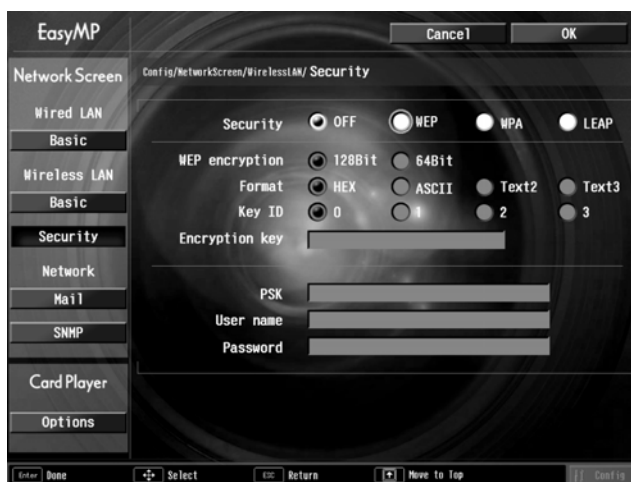 EasyMP
Cancel
OK
Network Screen
Config/NetworkScreen/WirelessLAN/ Security
Wired LAN
Basic
Wireless LAN
Basic
Security
Network
Mail
SNMP
Card Player
Options
Security OFF WEP WPA LEAP
WEP encryption 128Bit 64Bit
Format HEX ASCII Text2 Text3
Key ID 0 1 2 3
Encryption key
PSK
User name
Password
Enter Done Select ESC Return Move to Top Config